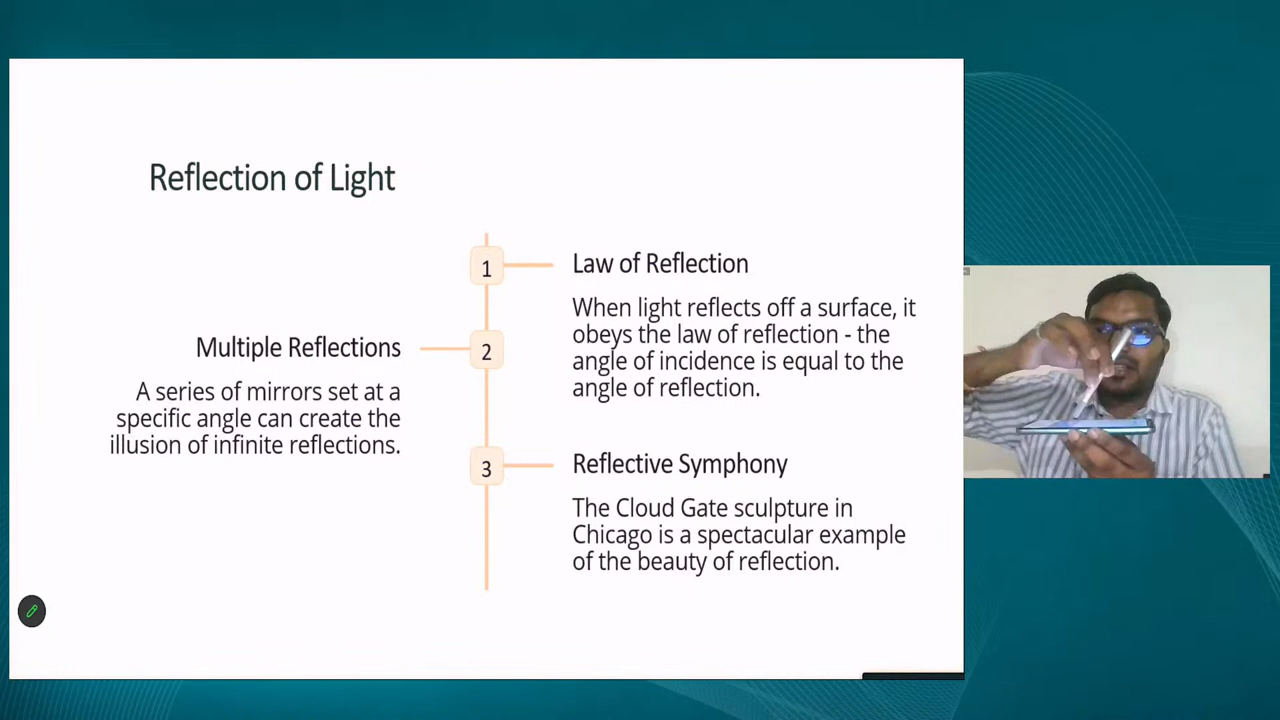 Reflection of Light
1
Law of Reflection
When light reflects off a surface, it
obeys the law of reflection - the
angle of incidence is equal to the
angle of reflection.
Multiple Reflections
2
A series of mirrors set at a
specific angle can create the
illusion of infinite reflections.
3
Reflective Symphony
The Cloud Gate sculpture in
Chicago is a spectacular example
of the beauty of reflection.